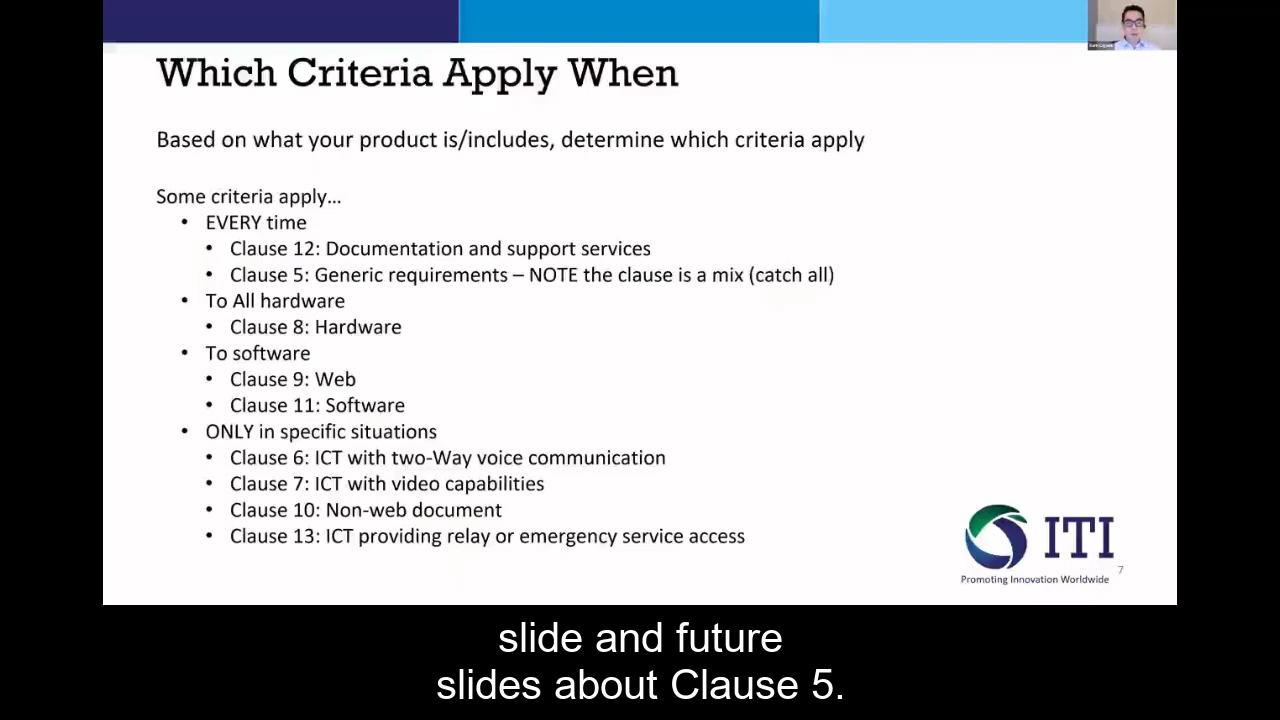 Which Criteria Apply When
Based on what your product is/includes, determine which criteria apply
Some criteria apply...
• EVERY time
• Clause 12: Documentation and support services
• Clause 5: Generic requirements – NOTE the clause is a mix (catch all)
• To All hardware
• Clause 8: Hardware
• To software
• Clause 9: Web
• Clause 11: Software
• ONLY in specific situations
• Clause 6: ICT with two-Way voice communication
• Clause 7: ICT with video capabilities
• Clause 10: Non-web document
• Clause 13: ICT providing relay or emergency service access
ITI
Promoting Innovation Worldwide
7
slide and future
slides about Clause 5.